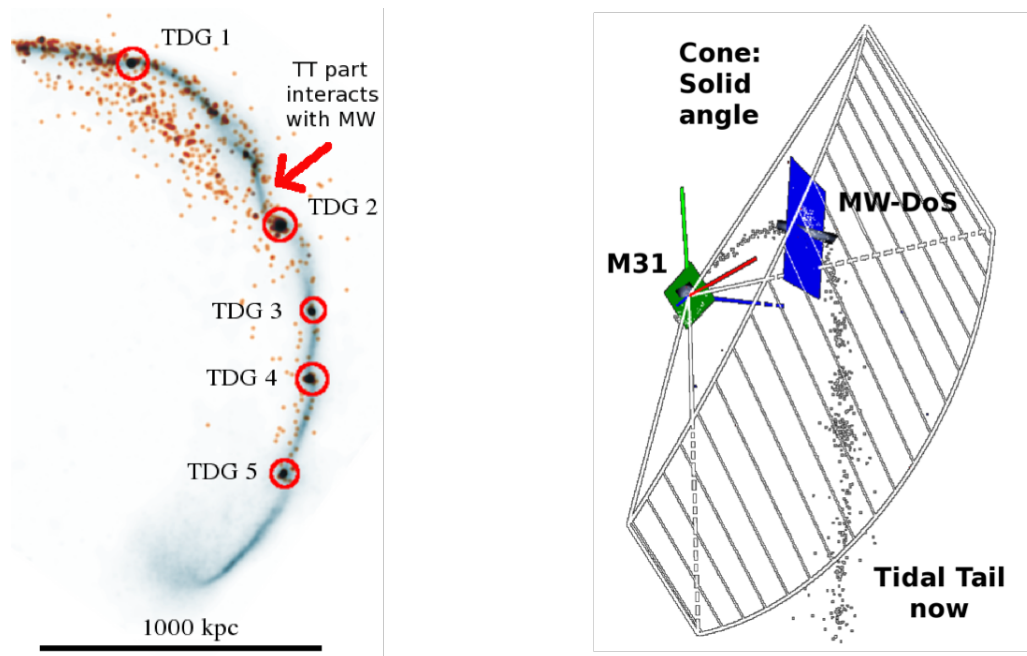 TDG 1
TT part
interacts
with MW
TDG 2
TDG 3
TDG 4
TDG 5
1000 kpc
Cone:
Solid
angle
MW-DoS
M31
Tidal Tail
now